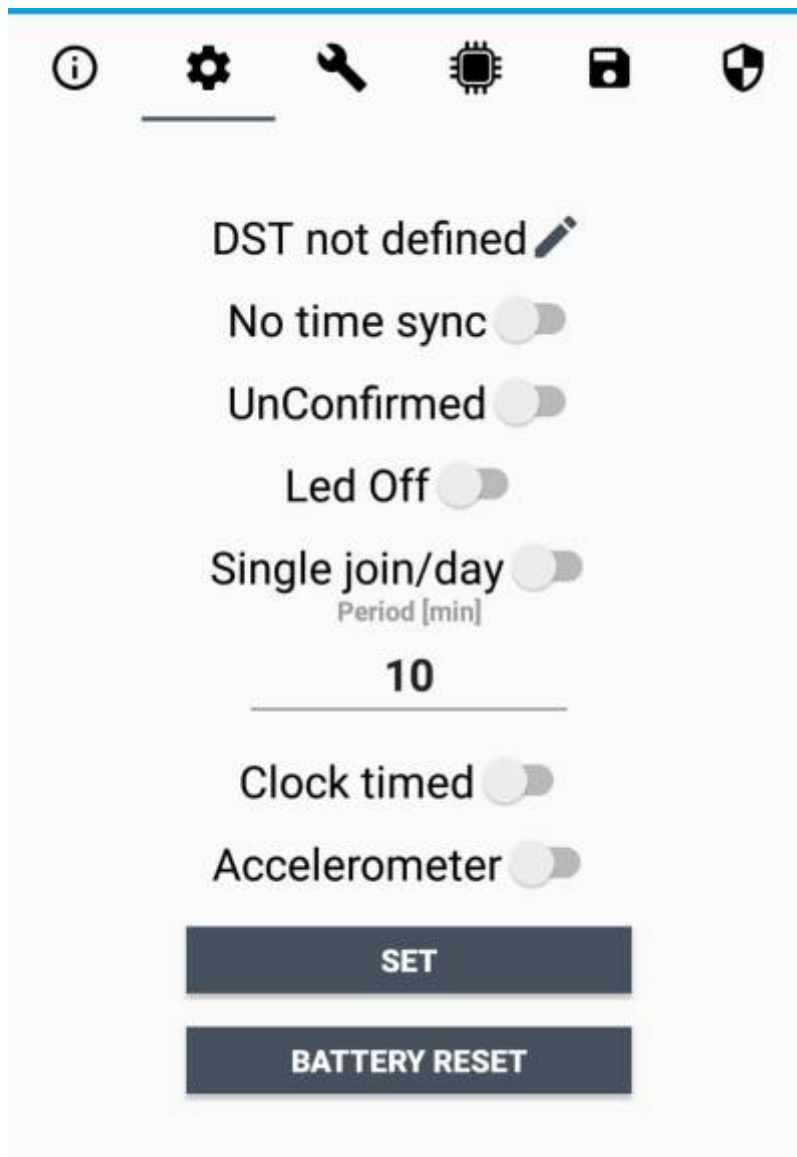 DST not defined
No time sync
UnConfirmed
Led Off
Single join/day
Period [min]
10
Clock timed
Accelerometer
SET
BATTERY RESET